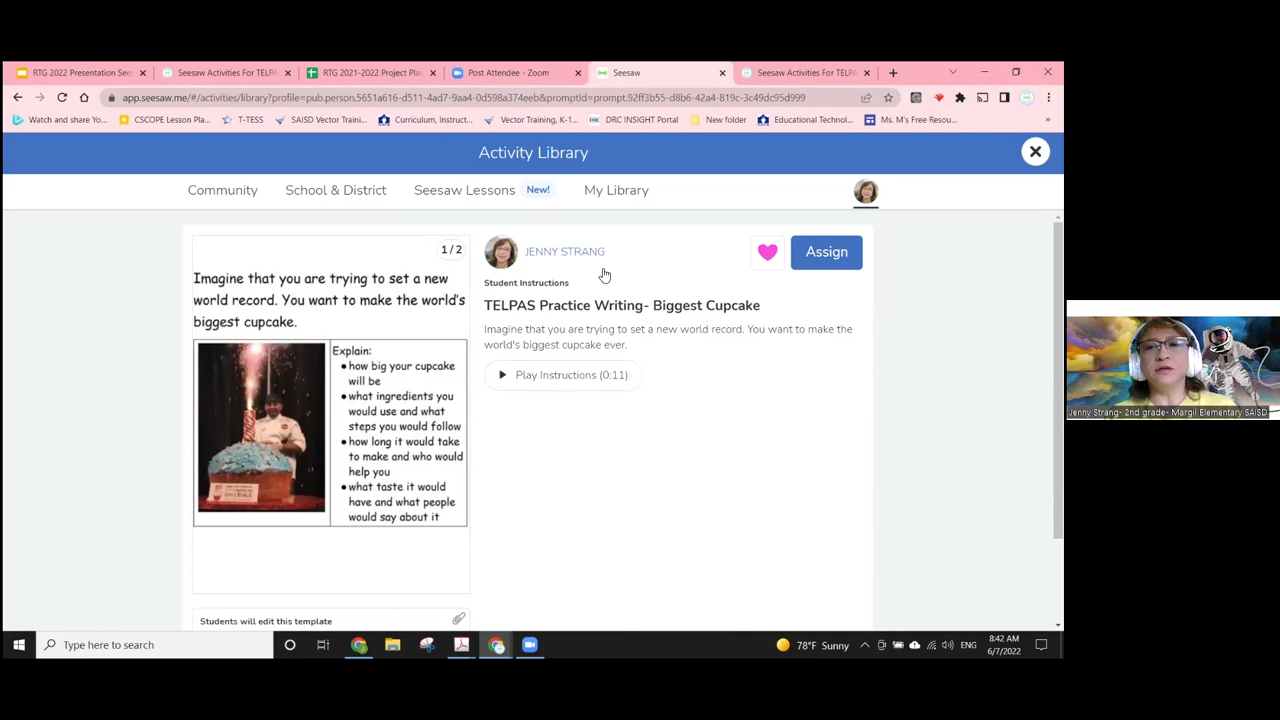 RTG 2022 Presentation Sees
Seesaw Activities For TELPA
RTG 2021-2022 Project Plan
Post Attendee - Zoom
Seesaw
Seesaw Activities For TELPA
app.seesaw.me/#/activities/library?profile=pub.person.5651a616-d511-4ad7-9aa4-0d598a374eeb&promptId=prompt.92ff3b55-d8b6-42a4-819c-3c49dc95d999
Watch and share Yo...
CSCOPE Lesson Pla...
T-TESS
SAISD Vector Traini...
Curriculum, Instruct...
Vector Training, K-1...
DRC INSIGHT Portal
New folder
Educational Technol...
Ms. M's Free Resou...
Activity Library
Community
School & District
Seesaw Lessons New!
My Library
1 / 2
Imagine that you are trying to set a new
world record. You want to make the world's
biggest cupcake.
Explain:
• how big your cupcake
will be
• what ingredients you
would use and what
steps you would follow
• how long it would take
to make and who would
help you
• what taste it would
have and what people
would say about it
Students will edit this template
JENNY STRANG
Assign
Student Instructions
TELPAS Practice Writing- Biggest Cupcake
Imagine that you are trying to set a new world record. You want to make the
world's biggest cupcake ever.
Play Instructions (0:11)
Jenny Strang- 2nd grade- Margil Elementary SAISD
Type here to search
78°F Sunny
ENG
8:42 AM
6/7/2022